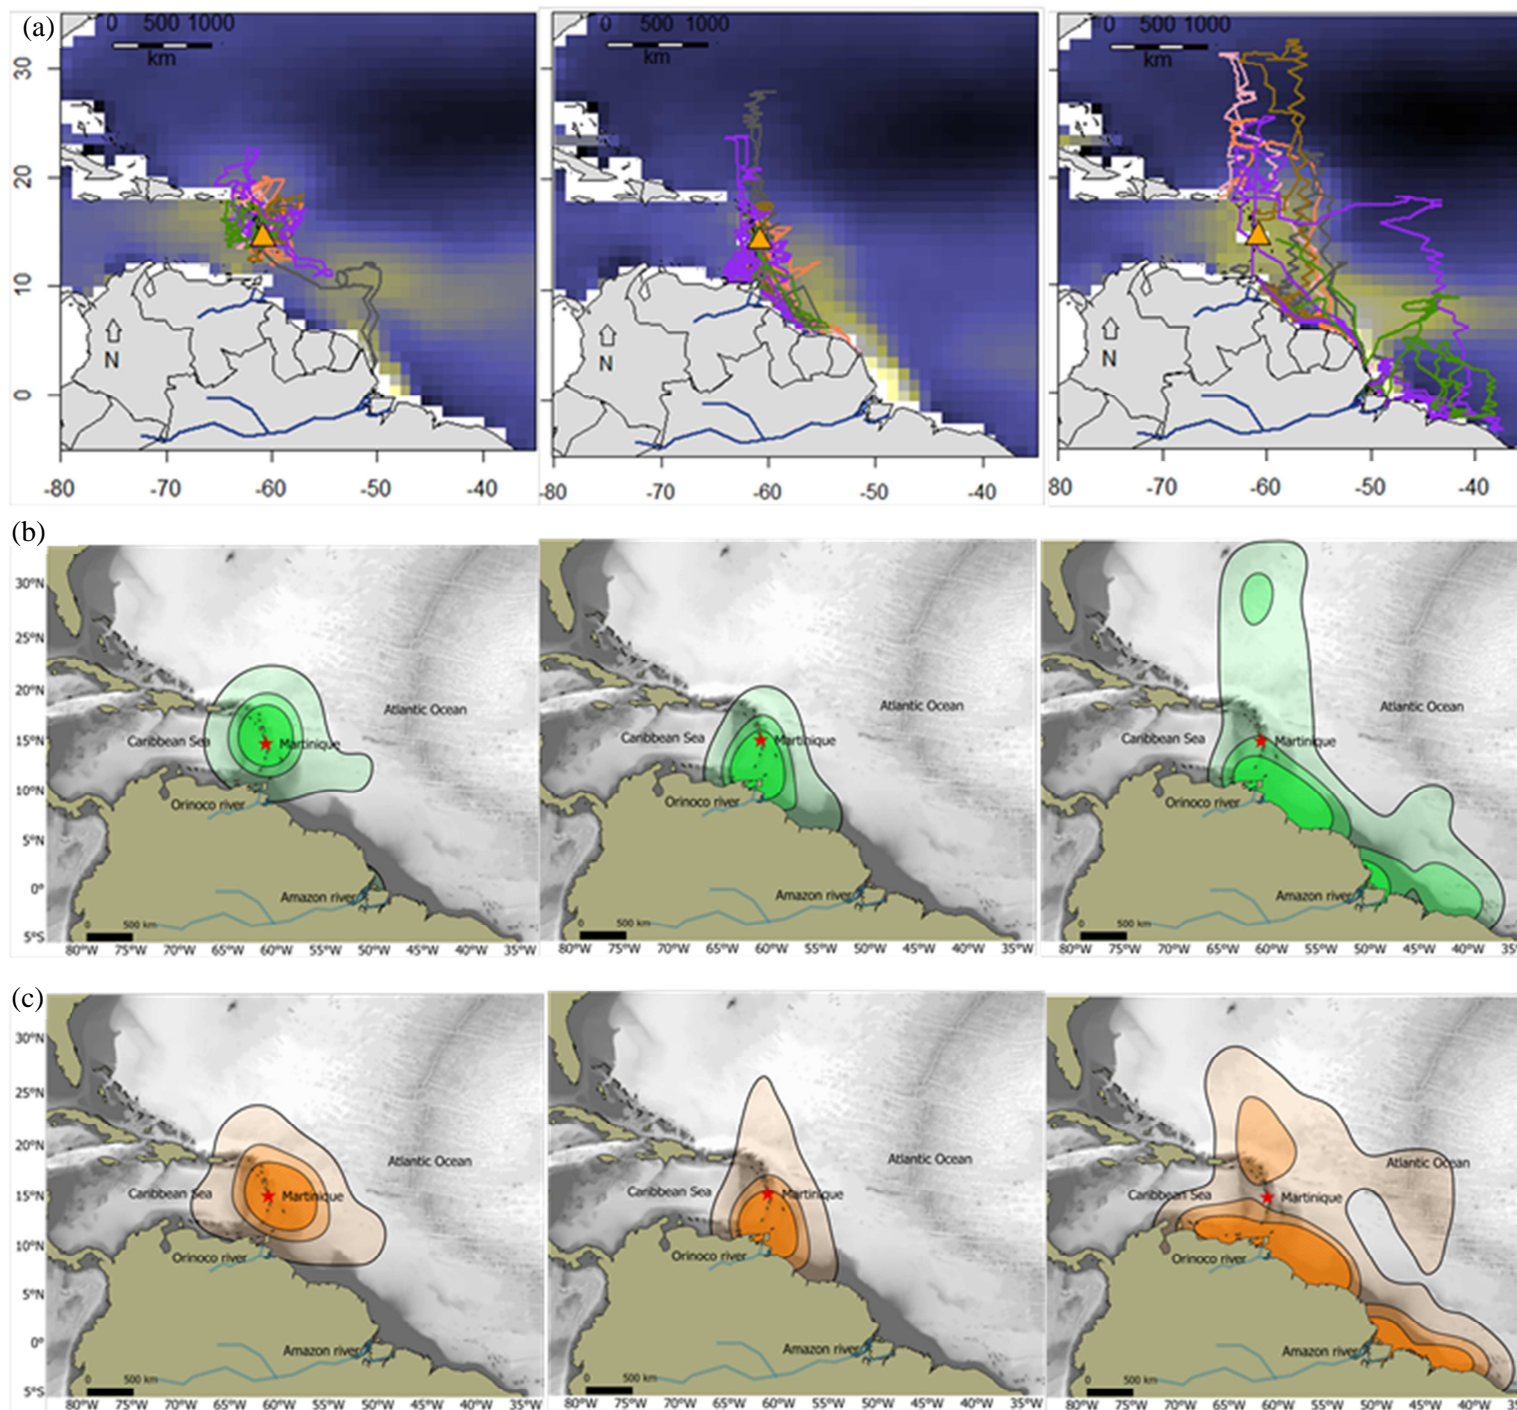 (a)
0 500 1000
km
0 500 1000
km
0 500 1000
km
30
20
10
0
N
N
N
-80 -70 -60 -50 -40
-80 -70 -60 -50 -40
80 -70 -60 -50 -40
(b)
30°N
25°N
20°N
15°N
10°N
5°N
0°
5°S
Atlantic Ocean
Caribbean Sea
Martinique
Orinoco river
Amazon river
500 km
80°W 75°W 70°W 65°W 60°W 55°W 50°W 45°W 40°W 35°W
Atlantic Ocean
Caribbean Sea
Martinique
Orinoco river
Amazon river
500 km
80°W 75°W 70°W 65°W 60°W 55°W 50°W 45°W 40°W 35°W
Atlantic Ocean
Caribbean Sea
Martinique
Orinoco river
Amazon river
500 km
80°W 75°W 70°W 65°W 60°W 55°W 50°W 45°W 40°W 35
(c)
30°N
25°N
20°N
15°N
10°N
5°N
0°
5°S
Atlantic Ocean
Caribbean Sea
Martinique
Orinoco river
Amazon river
500 km
80°W 75°W 70°W 65°W 60°W 55°W 50°W 45°W 40°W 35°W
Atlantic Ocean
Caribbean Sea
Martinique
Orinoco river
Amazon river
500 km
80°W 75°W 70°W 65°W 60°W 55°W 50°W 45°W 40°W 35°W
Atlantic Ocean
Caribbean Sea
Martinique
Orinoco river
Amazon river
500 km
80°W 75°W 70°W 65°W 60°W 55°W 50°W 45°W 40°W 35